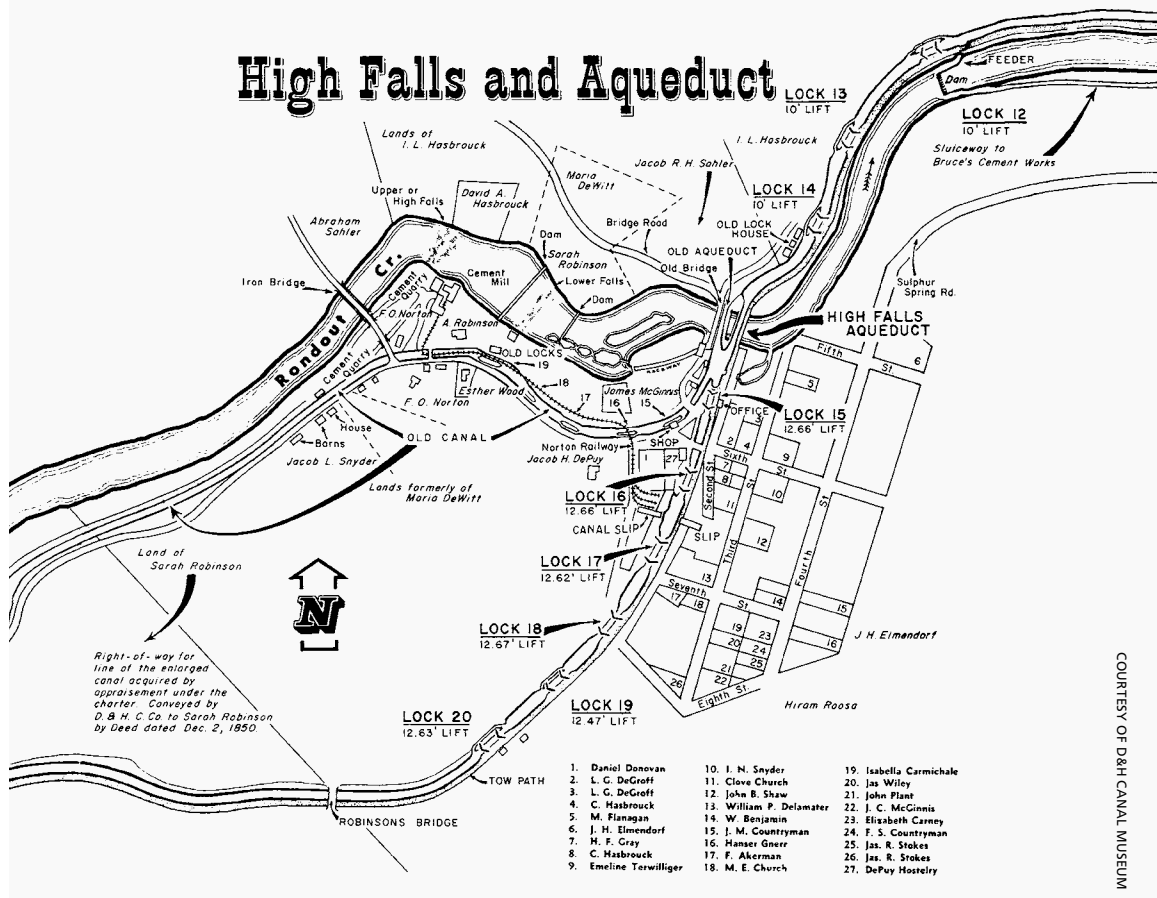 High Falls and Aqueduct
LOCK 13
10' LIFT
FEEDER
Dam
LOCK 12
10' LIFT
Sluiceway to
Bruce's Cement Works
Lands of
I. L. Hasbrouck
I. L. Hasbrouck
Jacob R. H. Sahler
Maria
DeWitt
LOCK 14
10' LIFT
Upper or
High Falls
David A.
Hasbrouck
OLD LOCK
HOUSE
Abraham
Sahler
Bridge Road
Dam
OLD AQUEDUCT
Sarah
Robinson
Old Bridge
Iron Bridge
Rondout Cr.
Cement
Quarry
Cement
Mill
Lower Falls
Dam
Sulphur
Spring Rd.
F. O. Norton
A. Robinson
HIGH FALLS
AQUEDUCT
Cement
Quarry
OLD LOCKS
19
RACEWAY
Fifth
St
6
18
5
Esther Wood
James McGinnis
F. O. Norton
17
16
15
OFFICE
LOCK 15
12.66' LIFT
House
Barns
OLD CANAL
SHOP
Norton Railway
Jacob L. Snyder
Jacob H. DePuy
1
27
2
3
4
Sixth
St
9
7
8
Second St
10
11
LOCK 16
12.66' LIFT
Lands formerly of
Maria DeWitt
CANAL SLIP
SLIP
12
Third
St
Fourth
St
Land of
Sarah Robinson
LOCK 17
12.62' LIFT
13
Seventh
St
17
18
14
15
16
19
20
23
24
25
21
22
26
Eighth St.
N
LOCK 18
12.67' LIFT
J. H. Elmendorf
Hiram Roosa
Right-of-way for
line of the enlarged
canal acquired by
appraisement under the
charter. Conveyed by
D. & H. C. Co. to Sarah Robinson
by Deed dated Dec. 2, 1850.
LOCK 19
12.47' LIFT
LOCK 20
12.63' LIFT
TOW PATH
ROBINSONS BRIDGE
1. Daniel Donovan
2. L. G. DeGroff
3. L. G. DeGroff
4. C. Hasbrouck
5. M. Flanagan
6. J. H. Elmendorf
7. H. F. Gray
8. C. Hasbrouck
9. Emeline Terwilliger
10. I. N. Snyder
11. Clove Church
12. John B. Shaw
13. William P. Delamater
14. W. Benjamin
15. J. M. Countryman
16. Hanser Gnerr
17. F. Akerman
18. M. E. Church
19. Isabella Carmichale
20. Jas Wiley
21. John Plant
22. J. C. McGinnis
23. Elizabeth Carney
24. F. S. Countryman
25. Jas. R. Stokes
26. Jas. R. Stokes
27. DePuy Hostelry
COURTESY OF D&H CANAL MUSEUM